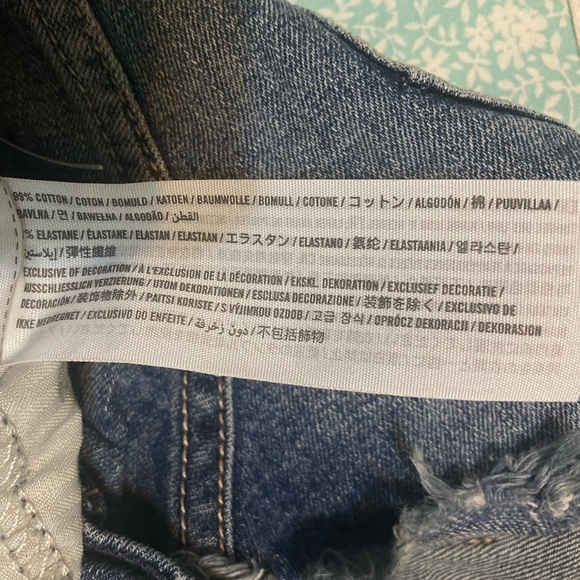 99% COTTON / COTON / BOMULD / KATOEN / BAUMWOLLE / BOMULL / COTONE / コットン / ALGODÓN / 棉 / PUUVILLAA /
BAVLNA / 면 / BAWEŁNA / ALGODÃO / القطن /
% ELASTANE / ÉLASTANE / ELASTAN / ELASTAAN / エラスタン / ELASTANO / 氨纶 / ELASTAANIA / 엘라스탄 /
إيلاستين / 彈性纖維
EXCLUSIVE OF DECORATION / À L'EXCLUSION DE LA DÉCORATION / EKSKL. DEKORATION / EXCLUSIEF DECORATIE /
AUSSCHLIESSLICH VERZIERUNG / UTOM DEKORATIONEN / ESCLUSA DECORAZIONE / 装飾を除く / EXCLUSIVO DE
DECORACIÓN / 装饰物除外 / PAITSI KORISTE / S VÝJIMKOU OZDOB / 고급 장식 / OPRÓCZ DEKORACJI / DEKORASJON
IKKE MEDREGNET / EXCLUSIVO DO ENFEITE / دون زخرفة / 不包括飾物